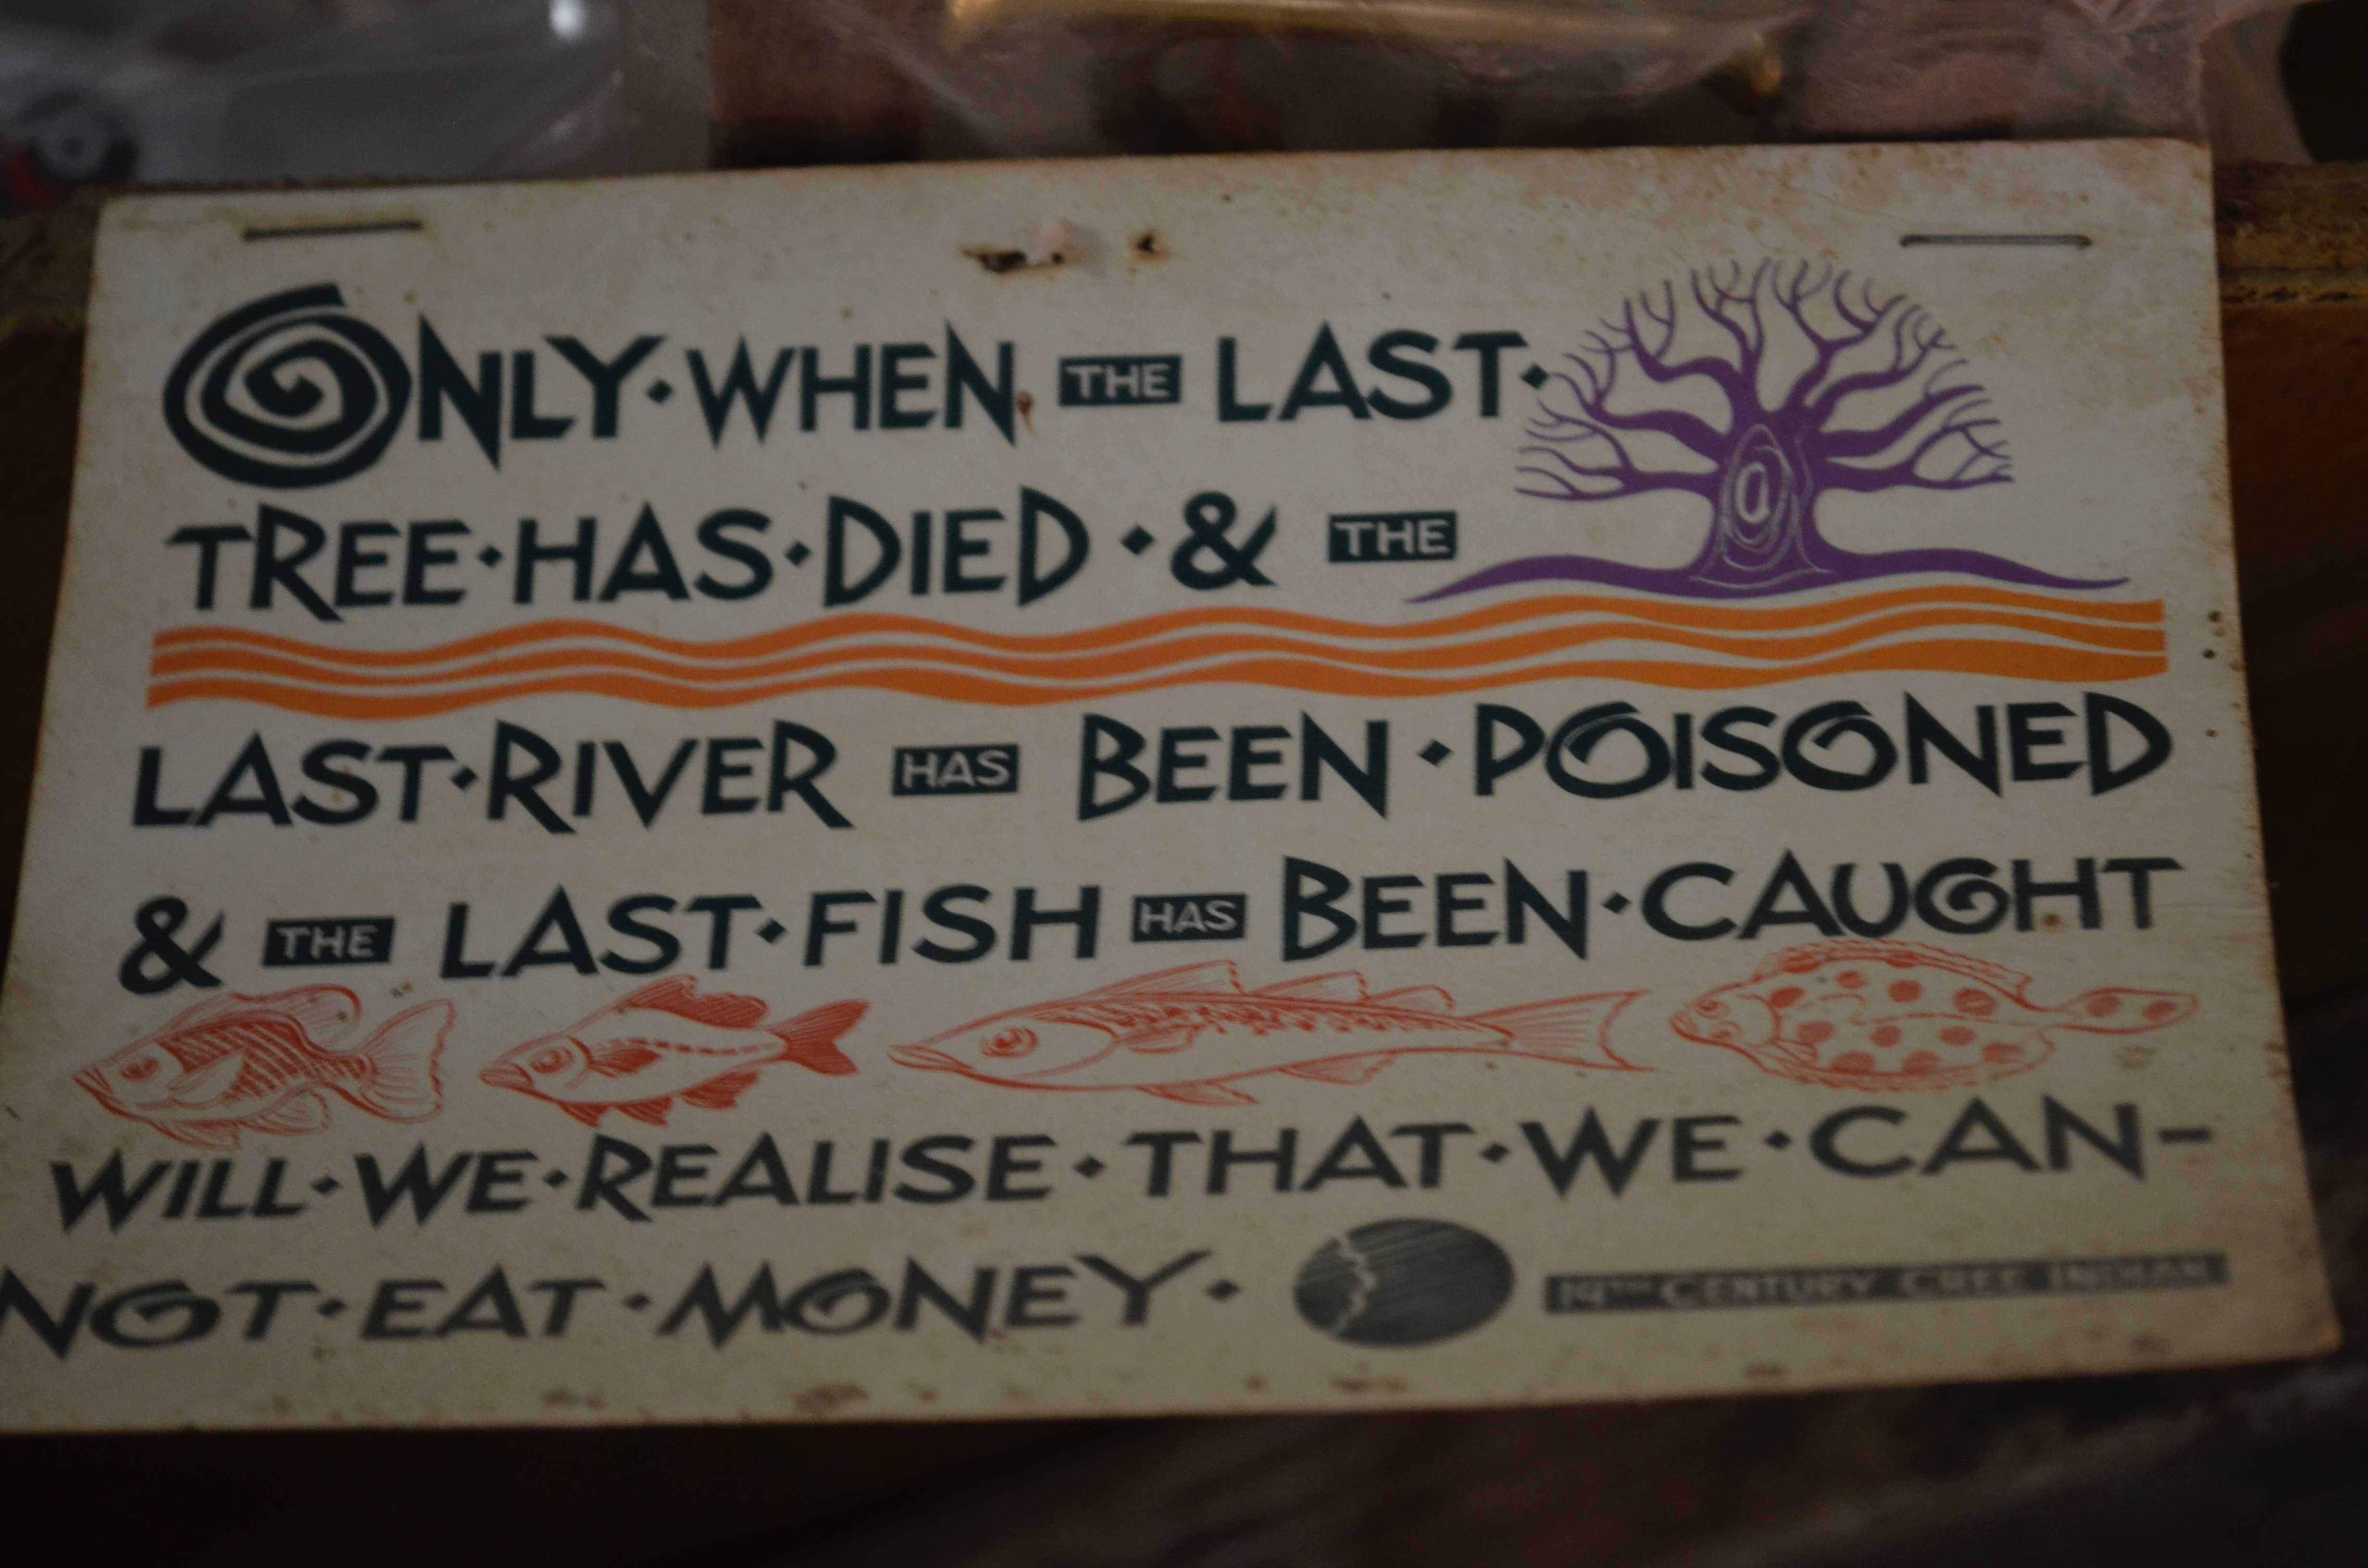 ONLY·WHEN THE LAST·
TREE·HAS·DIED·& THE
LAST·RIVER HAS BEEN·POISONED
& THE LAST·FISH HAS BEEN·CAUGHT
WILL·WE·REALISE·THAT·WE·CAN-
NOT·EAT·MONEY·
19TH CENTURY CREE INDIAN